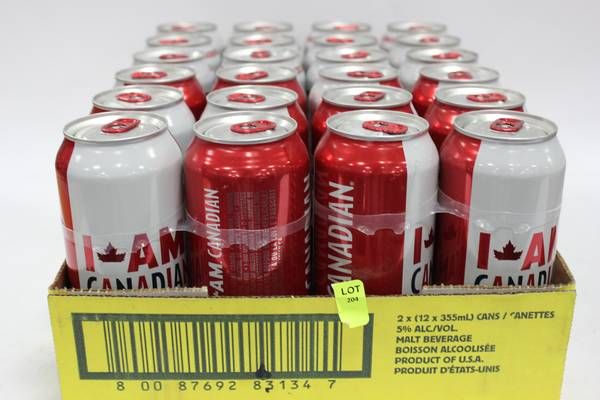 I AM
CANADIAN
I AM CANADIAN
CANADIAN
I AM
CANADIAN
LOT
204
2 x (12 x 355mL) CANS / CANETTES
5% ALC/VOL.
MALT BEVERAGE
BOISSON ALCOOLISÉE
PRODUCT OF U.S.A.
PRODUIT D'ÉTATS-UNIS
8 00 87692 83134 7